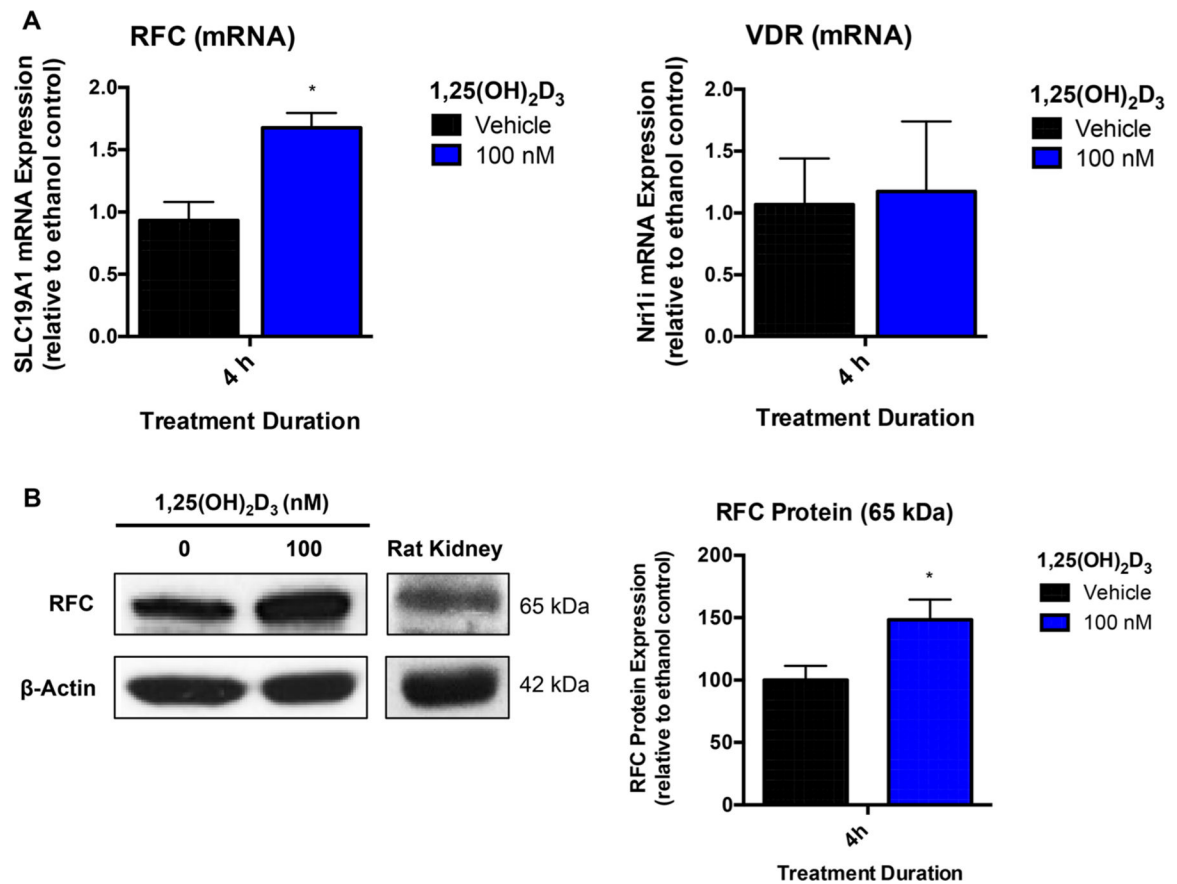 A
RFC (mRNA)
SLC19A1 mRNA Expression
(relative to ethanol control)
2.0
1.5
1.0
0.5
0.0
*
4 h
Treatment Duration
1,25(OH)₂D₃
Vehicle
100 nM
VDR (mRNA)
Nri1i mRNA Expression
(relative to ethanol control)
2.0
1.5
1.0
0.5
0.0
4 h
Treatment Duration
1,25(OH)₂D₃
Vehicle
100 nM
B
1,25(OH)₂D₃ (nM)
0 100 Rat Kidney
RFC 65 kDa
β-Actin 42 kDa
RFC Protein (65 kDa)
RFC Protein Expression
(relative to ethanol control)
200
150
100
50
0
*
4h
Treatment Duration
1,25(OH)₂D₃
Vehicle
100 nM